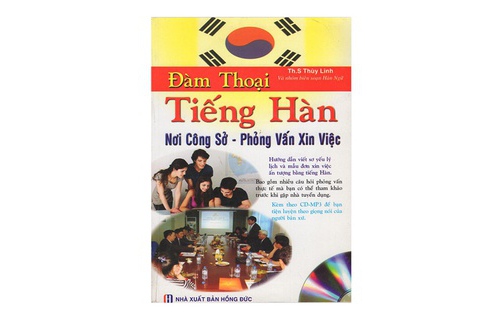 Th.S Thùy Linh
Và nhóm biên soạn Hàn Ngữ
Đàm Thoại
Tiếng Hàn
Nơi Công Sở - Phỏng Vấn Xin Việc
Hướng dẫn viết sơ yếu lý
lịch và mẫu đơn xin việc
ấn tượng bằng tiếng Hàn.
Bao gồm nhiều câu hỏi phỏng vấn
thực tế mà bạn có thể tham khảo
trước khi gặp nhà tuyển dụng.
Kèm theo CD-MP3 để bạn
tiện luyện theo giọng nói của
người bản xứ.
NHÀ XUẤT BẢN HỒNG ĐỨC